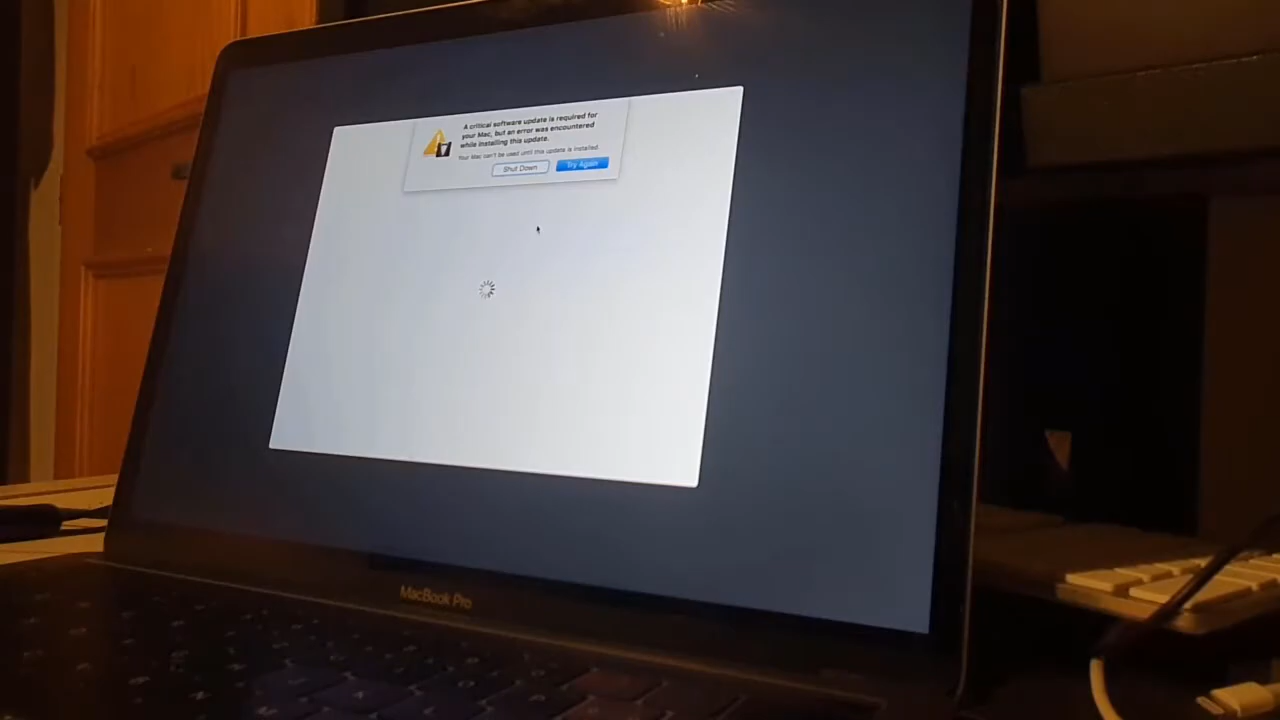 A critical software update is required for
your Mac, but an error was encountered
while installing this update.
Your Mac can't be used until this update is installed.
Shut Down
Try Again
MacBook Pro